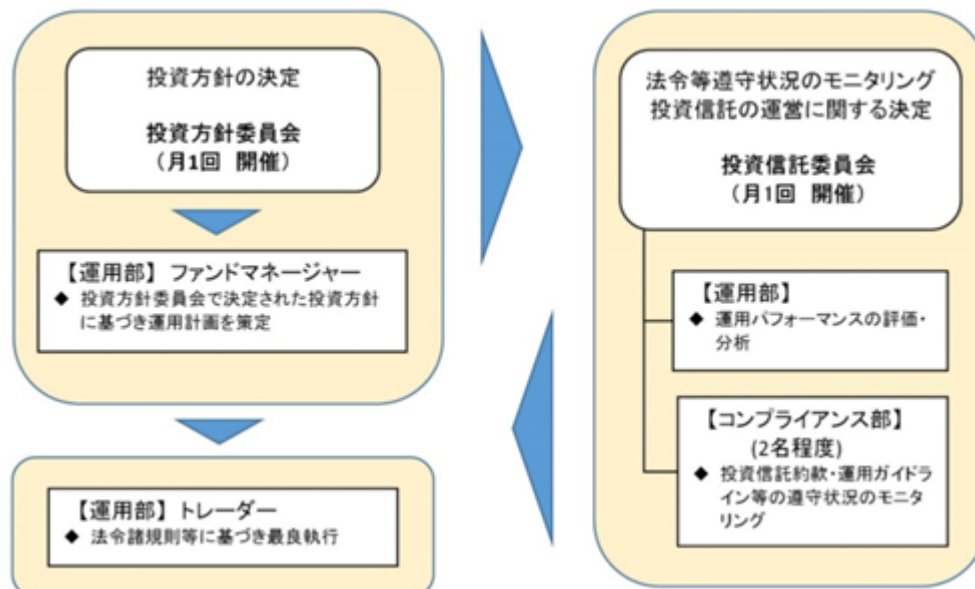 投資方針の決定
投資方針委員会
（月1回　開催）
【運用部】 ファンドマネージャー
◆ 投資方針委員会で決定された投資方針
に基づき運用計画を策定
【運用部】 トレーダー
◆ 法令諸規則等に基づき最良執行
法令等遵守状況のモニタリング
投資信託の運営に関する決定
投資信託委員会
（月1回　開催）
【運用部】
◆ 運用パフォーマンスの評価・
分析
【コンプライアンス部】
(2名程度)
◆ 投資信託約款・運用ガイドラ
イン等の遵守状況のモニタ
リング